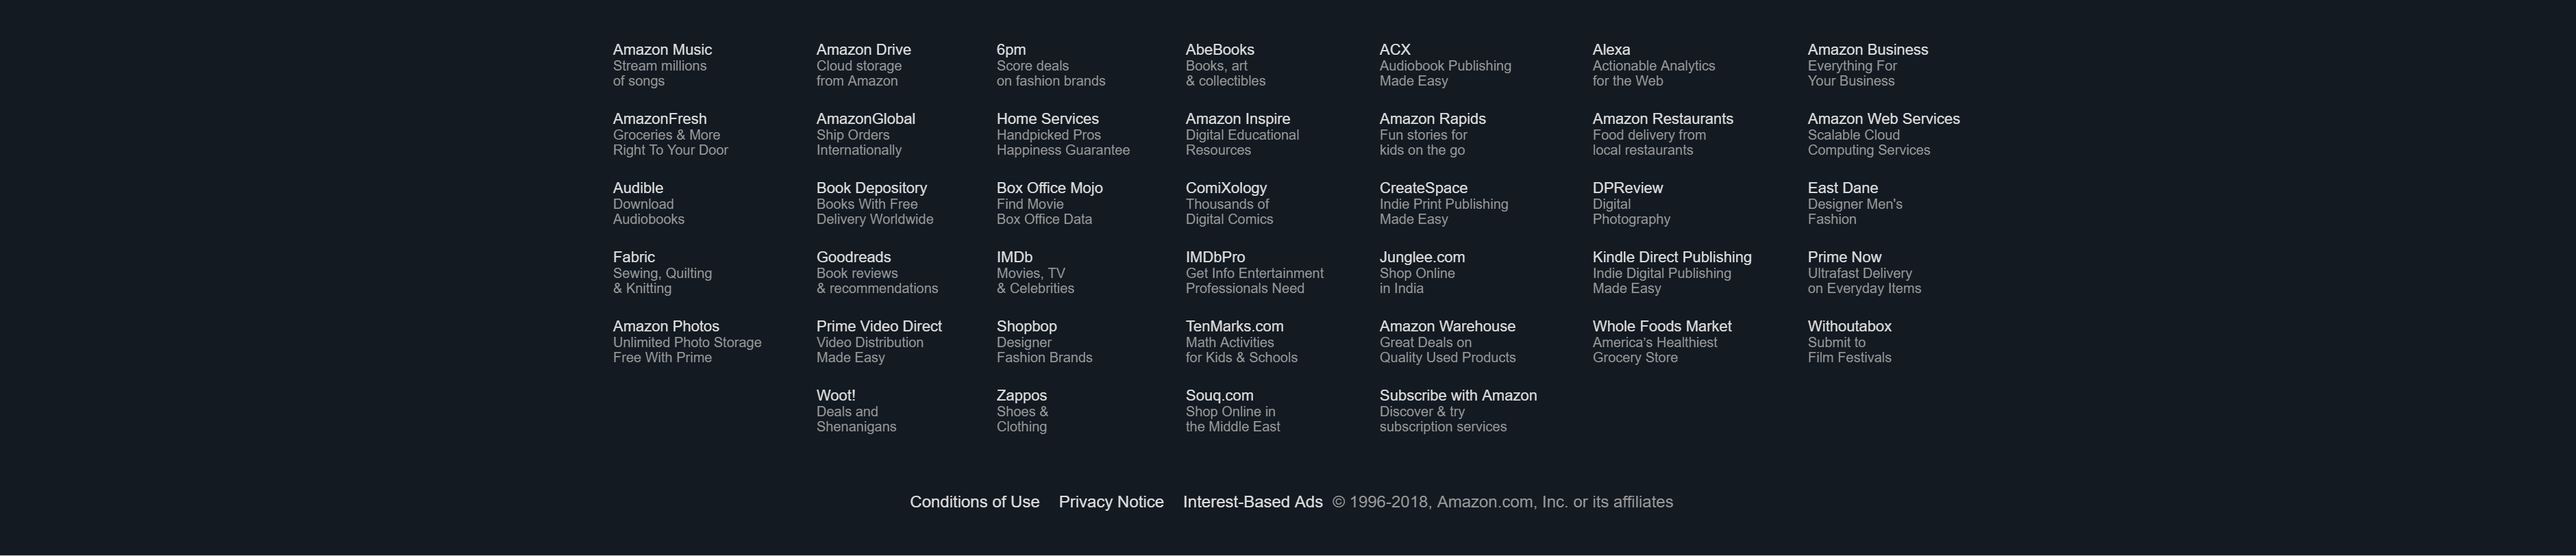 Amazon Music
Stream millions
of songs
Amazon Drive
Cloud storage
from Amazon
6pm
Score deals
on fashion brands
AbeBooks
Books, art
& collectibles
ACX
Audiobook Publishing
Made Easy
Alexa
Actionable Analytics
for the Web
Amazon Business
Everything For
Your Business
AmazonFresh
Groceries & More
Right To Your Door
AmazonGlobal
Ship Orders
Internationally
Home Services
Handpicked Pros
Happiness Guarantee
Amazon Inspire
Digital Educational
Resources
Amazon Rapids
Fun stories for
kids on the go
Amazon Restaurants
Food delivery from
local restaurants
Amazon Web Services
Scalable Cloud
Computing Services
Audible
Download
Audiobooks
Book Depository
Books With Free
Delivery Worldwide
Box Office Mojo
Find Movie
Box Office Data
ComiXology
Thousands of
Digital Comics
CreateSpace
Indie Print Publishing
Made Easy
DPReview
Digital
Photography
East Dane
Designer Men's
Fashion
Fabric
Sewing, Quilting
& Knitting
Goodreads
Book reviews
& recommendations
IMDb
Movies, TV
& Celebrities
IMDbPro
Get Info Entertainment
Professionals Need
Junglee.com
Shop Online
in India
Kindle Direct Publishing
Indie Digital Publishing
Made Easy
Prime Now
Ultrafast Delivery
on Everyday Items
Amazon Photos
Unlimited Photo Storage
Free With Prime
Prime Video Direct
Video Distribution
Made Easy
Shopbop
Designer
Fashion Brands
TenMarks.com
Math Activities
for Kids & Schools
Amazon Warehouse
Great Deals on
Quality Used Products
Whole Foods Market
America's Healthiest
Grocery Store
Withoutabox
Submit to
Film Festivals
Woot!
Deals and
Shenanigans
Zappos
Shoes &
Clothing
Souq.com
Shop Online in
the Middle East
Subscribe with Amazon
Discover & try
subscription services
Conditions of Use Privacy Notice Interest-Based Ads © 1996-2018, Amazon.com, Inc. or its affiliates